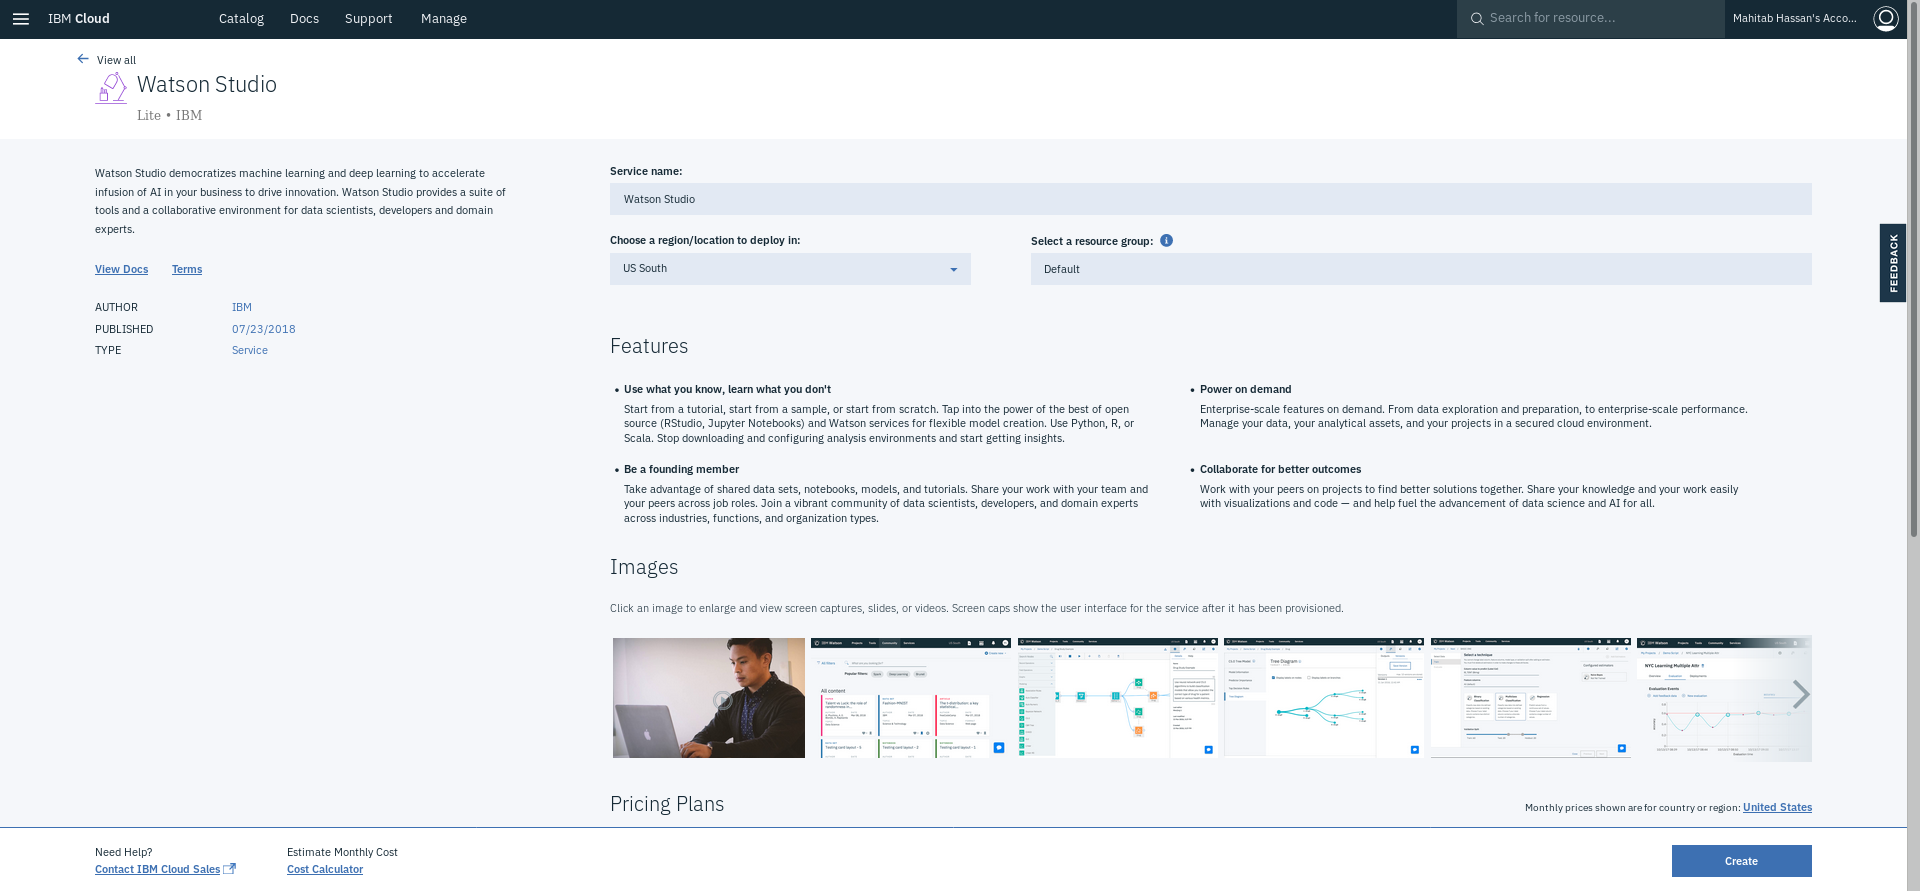 IBM Cloud
Catalog
Docs
Support
Manage
Search for resource...
Mahitab Hassan's Acco...
View all
Watson Studio
Lite • IBM
Watson Studio democratizes machine learning and deep learning to accelerate
infusion of AI in your business to drive innovation. Watson Studio provides a suite of
tools and a collaborative environment for data scientists, developers and domain
experts.
View Docs
Terms
AUTHOR
IBM
PUBLISHED
07/23/2018
TYPE
Service
Service name:
Watson Studio
Choose a region/location to deploy in:
US South
Select a resource group:
Default
FEEDBACK
Features
• Use what you know, learn what you don't
Start from a tutorial, start from a sample, or start from scratch. Tap into the power of the best of open
source (RStudio, Jupyter Notebooks) and Watson services for flexible model creation. Use Python, R, or
Scala. Stop downloading and configuring analysis environments and start getting insights.
• Power on demand
Enterprise-scale features on demand. From data exploration and preparation, to enterprise-scale performance.
Manage your data, your analytical assets, and your projects in a secured cloud environment.
• Be a founding member
Take advantage of shared data sets, notebooks, models, and tutorials. Share your work with your team and
your peers across job roles. Join a vibrant community of data scientists, developers, and domain experts
across industries, functions, and organization types.
• Collaborate for better outcomes
Work with your peers on projects to find better solutions together. Share your knowledge and your work easily
with visualizations and code — and help fuel the advancement of data science and AI for all.
Images
Click an image to enlarge and view screen captures, slides, or videos. Screen caps show the user interface for the service after it has been provisioned.
All content
Tree Diagram
Select a technique
NYC Learning Multiple Attr
Evaluation Events
Pricing Plans
Monthly prices shown are for country or region: United States
Need Help?
Contact IBM Cloud Sales
Estimate Monthly Cost
Cost Calculator
Create